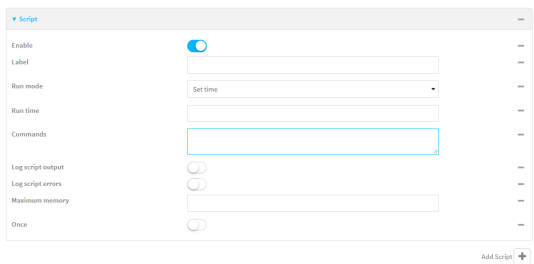 ▼ Script
Enable
Label
Run mode
Set time
Run time
Commands
Log script output
Log script errors
Maximum memory
Once
Add Script